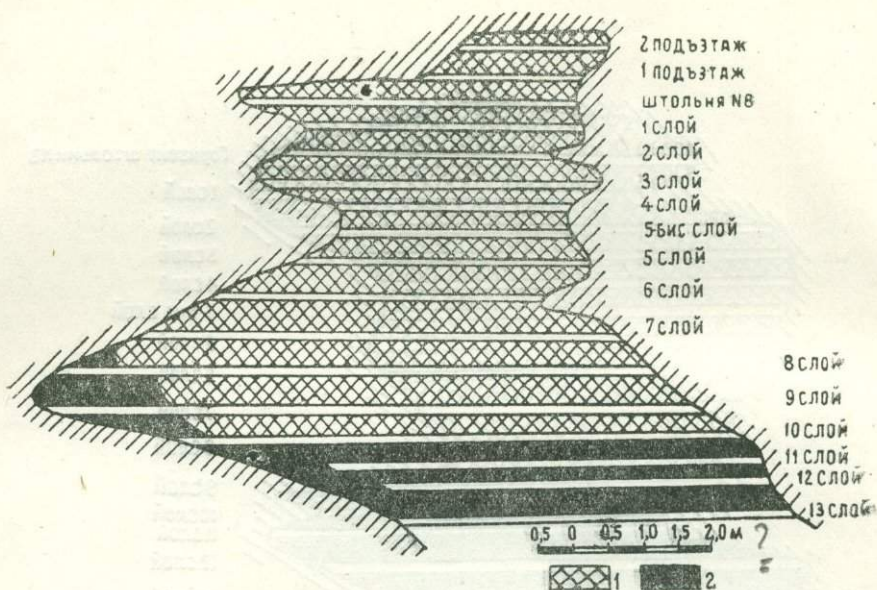 2 ПОДЪЭТАЖ
1 ПОДЪЭТАЖ
ШТОЛЬНЯ N8
1 СЛОЙ
2 СЛОЙ
3 СЛОЙ
4 СЛОЙ
5-БИС СЛОЙ
5 СЛОЙ
6 СЛОЙ
7 СЛОЙ
8 СЛОЙ
9 СЛОЙ
10 СЛОЙ
11 СЛОЙ
12 СЛОЙ
13 СЛОЙ
0,5 0 0,5 1,0 1,5 2,0 м ?
1 2